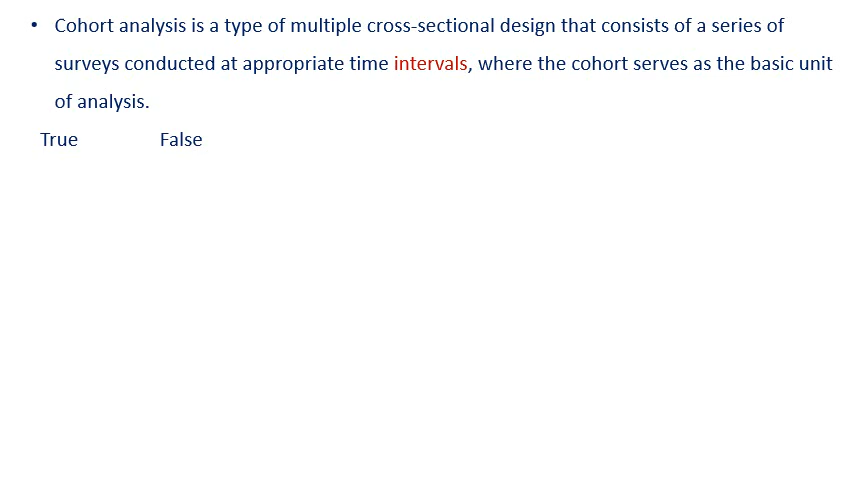 • Cohort analysis is a type of multiple cross-sectional design that consists of a series of
surveys conducted at appropriate time intervals, where the cohort serves as the basic unit
of analysis.
True False